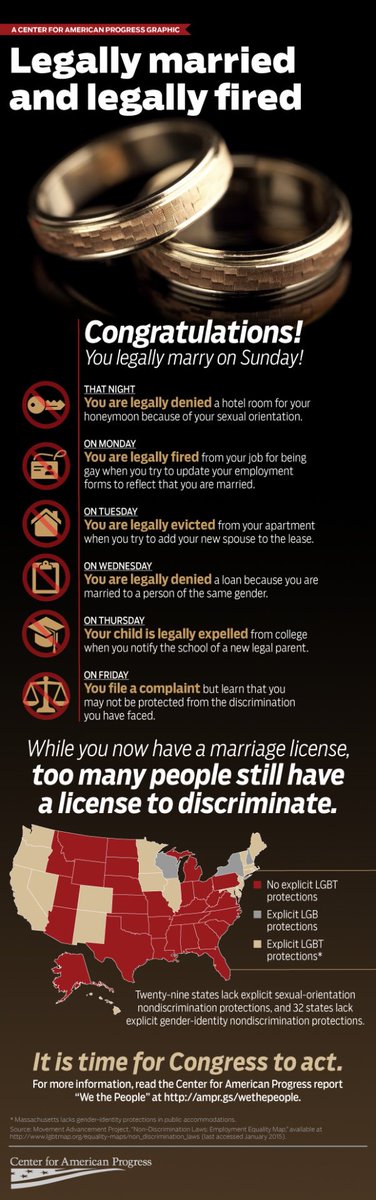 A CENTER FOR AMERICAN PROGRESS GRAPHIC
Legally married
and legally fired
Congratulations!
You legally marry on Sunday!
THAT NIGHT
You are legally denied a hotel room for your
honeymoon because of your sexual orientation.
ON MONDAY
You are legally fired from your job for being
gay when you try to update your employment
forms to reflect that you are married.
ON TUESDAY
You are legally evicted from your apartment
when you try to add your new spouse to the lease.
ON WEDNESDAY
You are legally denied a loan because you are
married to a person of the same gender.
ON THURSDAY
Your child is legally expelled from college
when you notify the school of a new legal parent.
ON FRIDAY
You file a complaint but learn that you
may not be protected from the discrimination
you have faced.
While you now have a marriage license,
too many people still have
a license to discriminate.
No explicit LGBT
protections
Explicit LGB
protections
Explicit LGBT
protections*
Twenty-nine states lack explicit sexual-orientation
nondiscrimination protections, and 32 states lack
explicit gender-identity nondiscrimination protections.
It is time for Congress to act.
For more information, read the Center for American Progress report
“We the People” at http://ampr.gs/wethepeople.
* Massachusetts lacks gender-identity protections in public accommodations.
Source: Movement Advancement Project, "Non-Discrimination Laws: Employment Equality Map," available at
http://www.lgbtmap.org/equality-maps/non_discrimination_laws (last accessed January 2015).
Center for American Progress